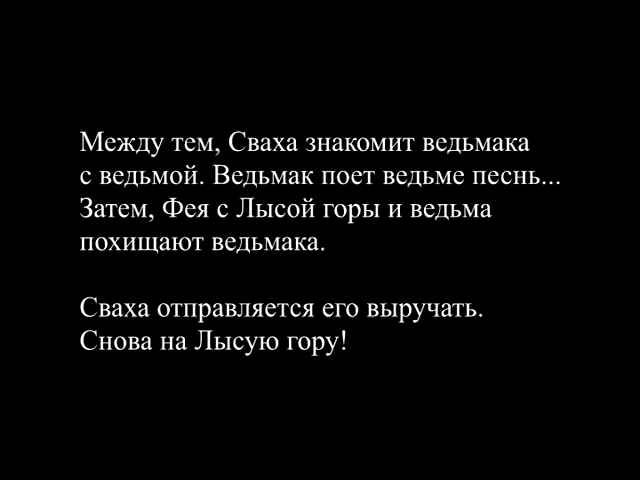 Между тем, Сваха знакомит ведьмака
с ведьмой. Ведьмак поет ведьме песнь...
Затем, Фея с Лысой горы и ведьма
похищают ведьмака.
Сваха отправляется его выручать.
Снова на Лысую гору!